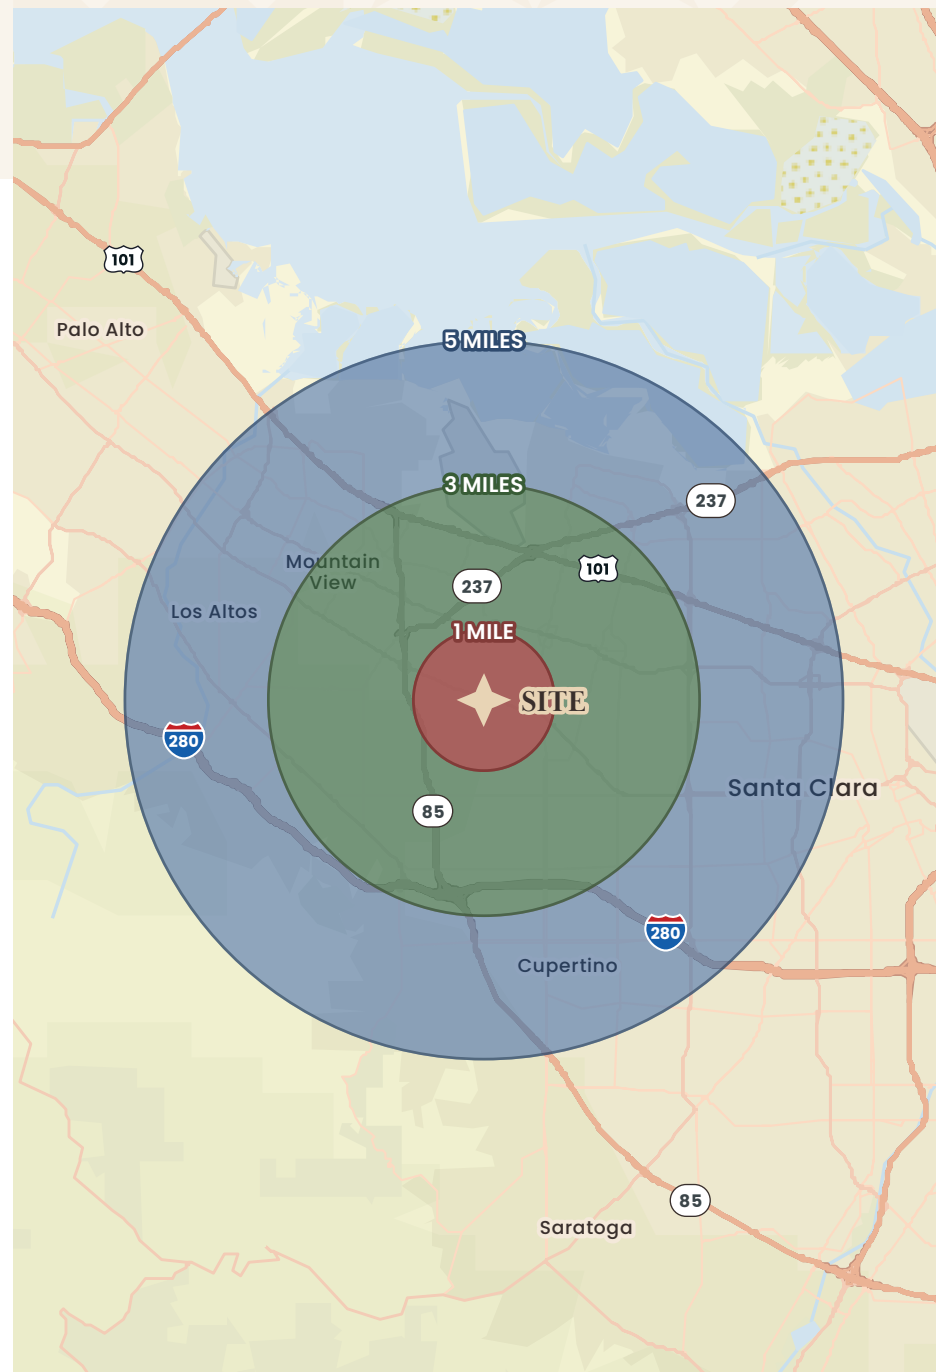 101
Palo Alto
5 MILES
3 MILES
237
Mountain
View
101
237
Los Altos
1 MILE
SITE
280
Santa Clara
85
280
Cupertino
85
Saratoga